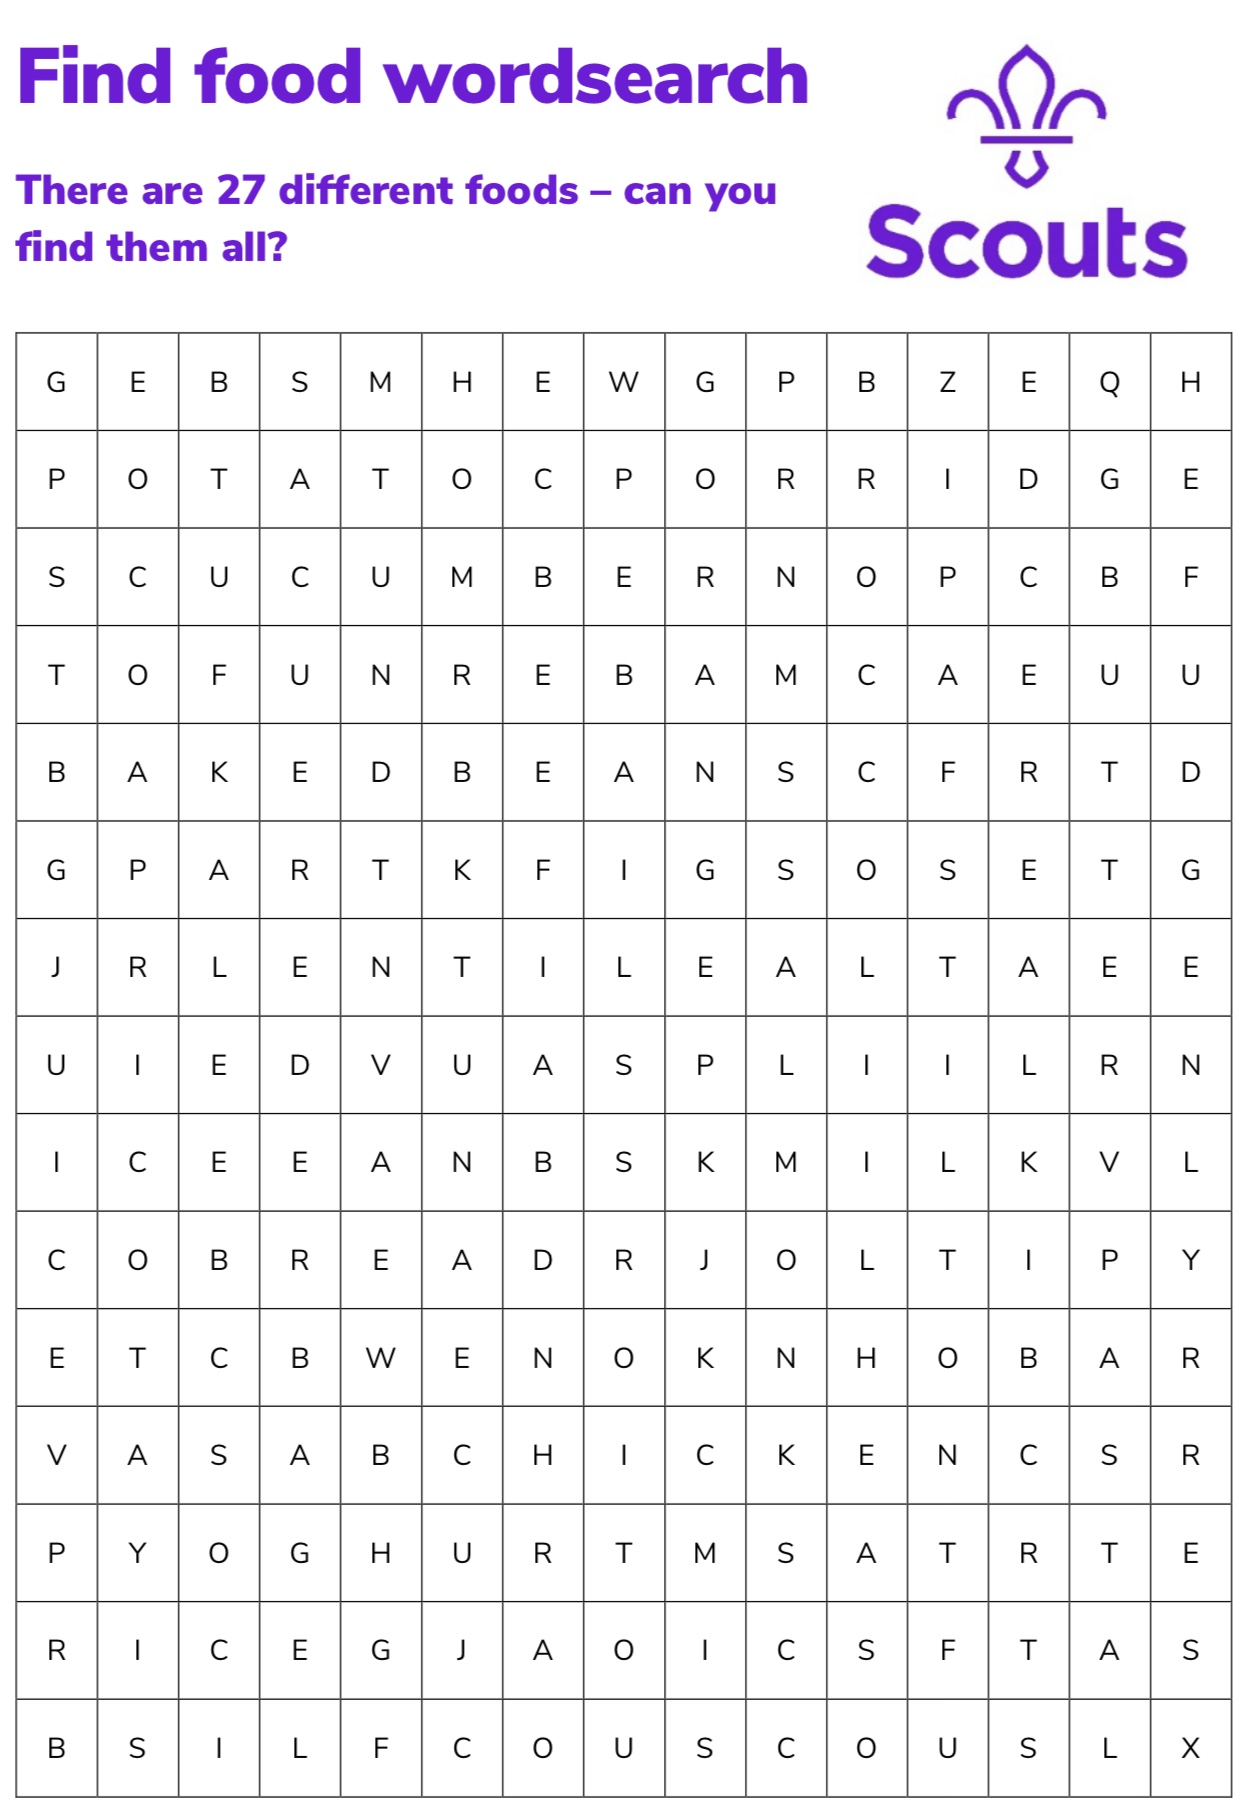 Find food wordsearch
There are 27 different foods – can you
find them all?
Scouts
G E B S M H E W G P B Z E Q H
P O T A T O C P O R R I D G E
S C U C U M B E R N O P C B F
T O F U N R E B A M C A E U U
B A K E D B E A N S C F R T D
G P A R T K F I G S O S E T G
J R L E N T I L E A L T A E E
U I E D V U A S P L I I L R N
I C E E A N B S K M I L K V L
C O B R E A D R J O L T I P Y
E T C B W E N O K N H O B A R
V A S A B C H I C K E N C S R
P Y O G H U R T M S A T R T E
R I C E G J A O I C S F T A S
B S I L F C O U S C O U S L X